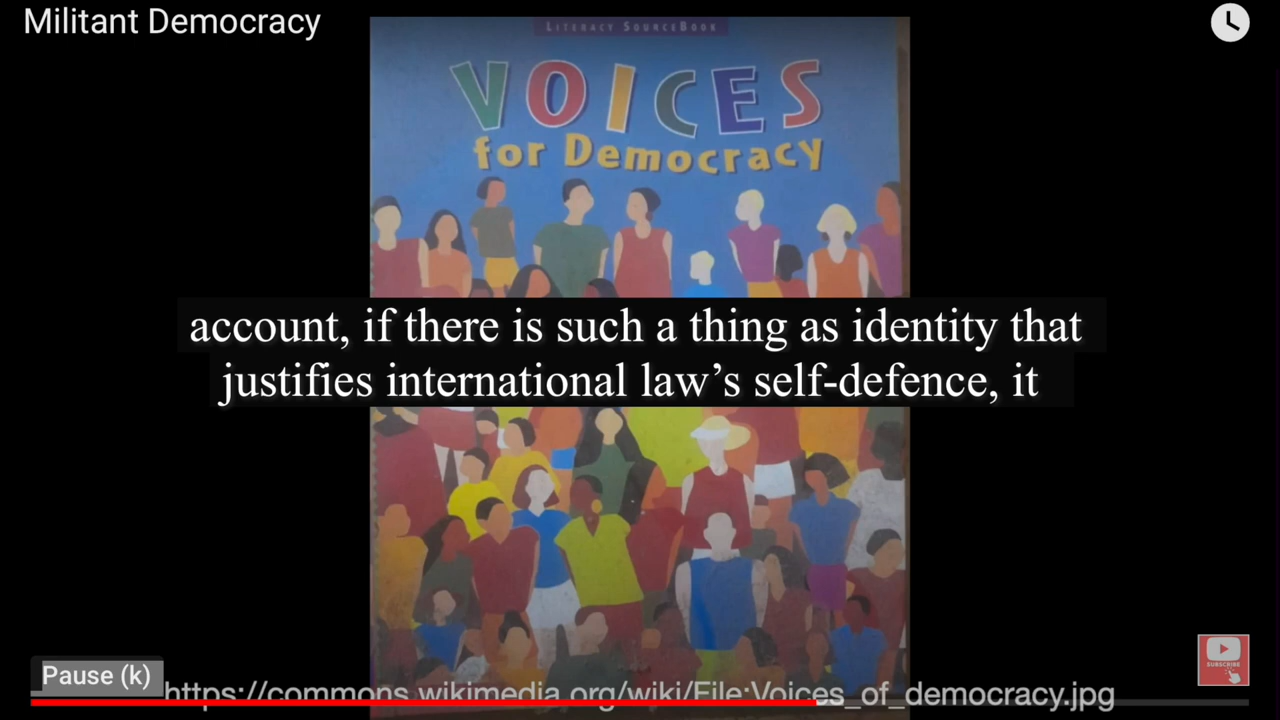 Militant Democracy
LITERACY SOURCEBOOK
VOICES
for Democracy
account, if there is such a thing as identity that
justifies international law’s self-defence, it
SUBSCRIBE
Pause (k)
https://commons.wikimedia.org/wiki/File:Voices_of_democracy.jpg